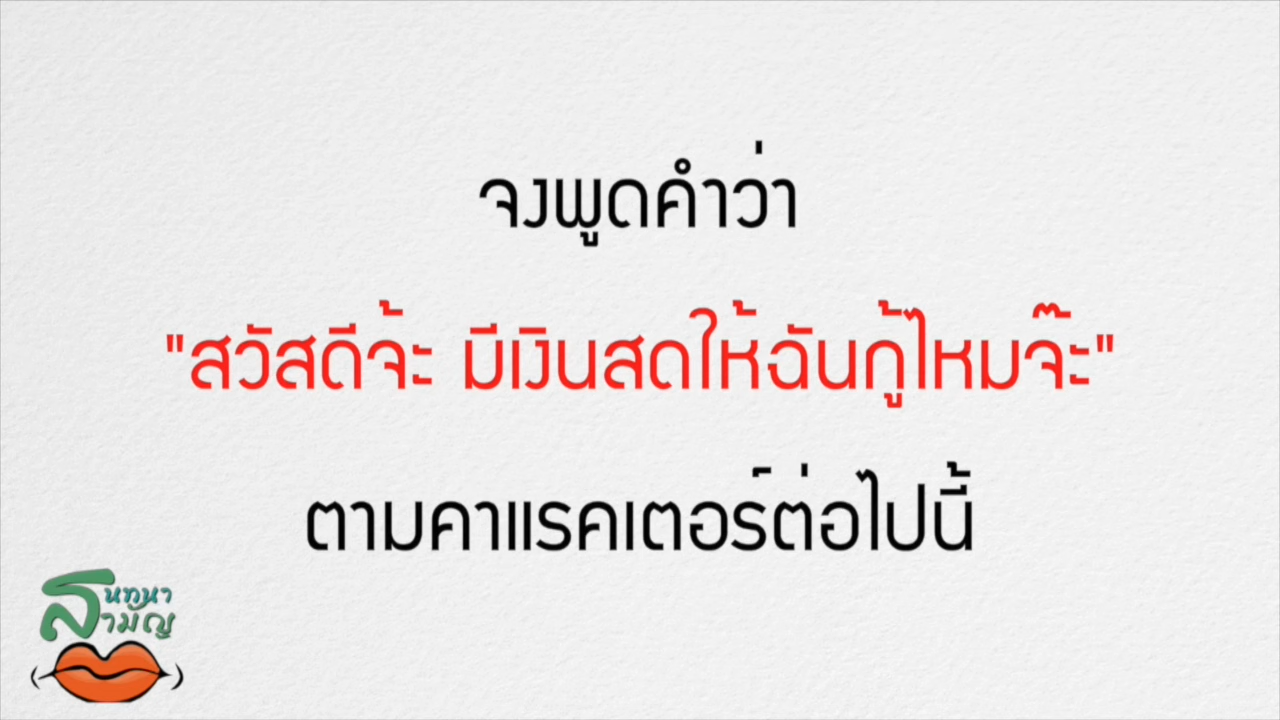 จงพูดคำว่า
"สวัสดีจ้ะ มีเงินสดให้ฉันกู้ไหมจ๊ะ"
ตามคาแรคเตอร์ต่อไปนี้
สนทนา
สามัญ